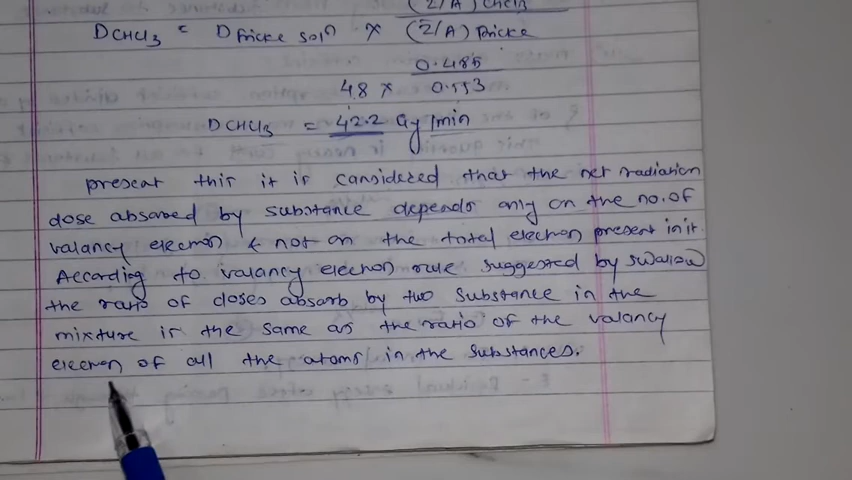 (Z/A) CHCl3
DCHCl3 = Dfricke sol^n × (Z/A) fricke
0.485
48 × 0.553
DCHCl3 = 42.2 Gy/min
present this it is considered that the net radiation
dose absorbed by substance depends only on the no. of
valancy electron & not on the total electron present in it.
According to valancy electron rule suggested by swallow
the ratio of doses absorb by two substance in the
mixture is the same as the ratio of the valancy
electron of all the atoms in the substances.